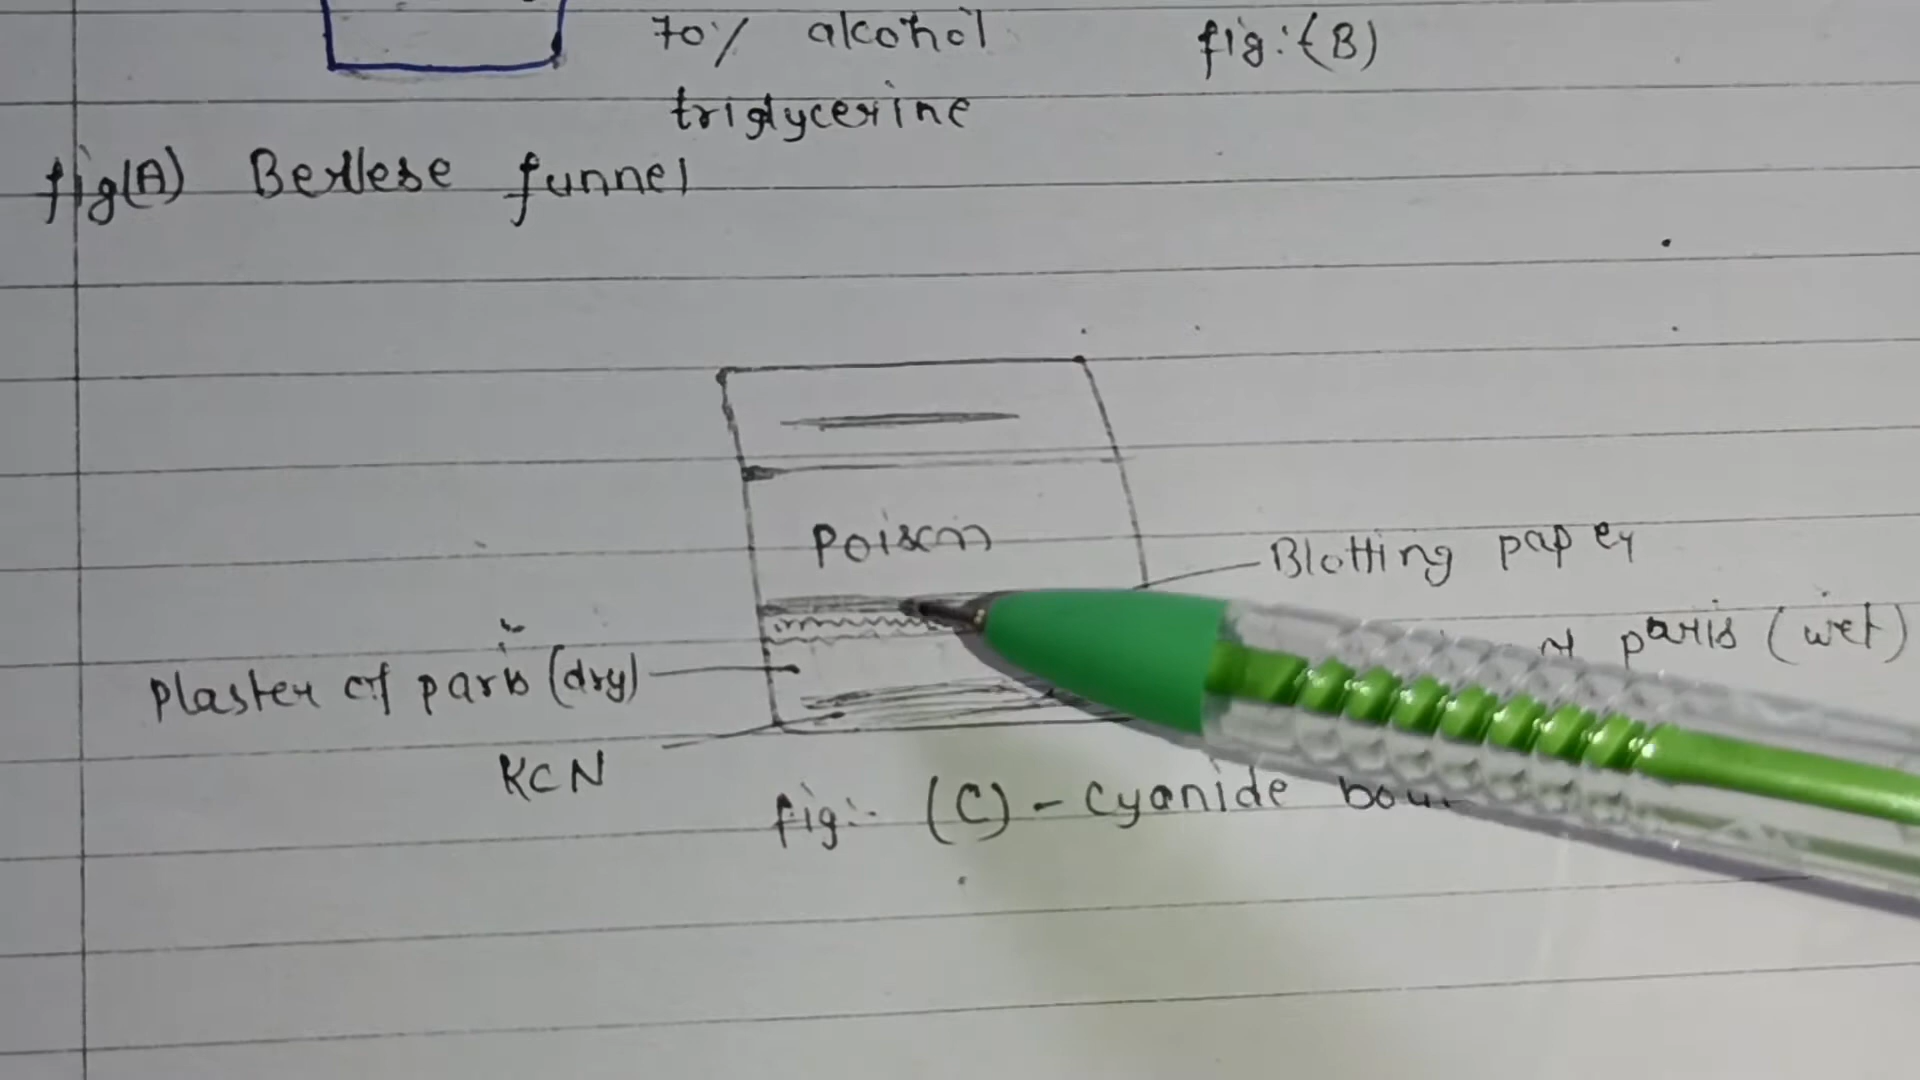 70% alcohol
fig:-(B)
triglycerine
fig(A) Berlese funnel
Poison
Blotting paper
paris (wet)
Plaster of paris (dry)
KCN
fig:- (C) - Cyanide